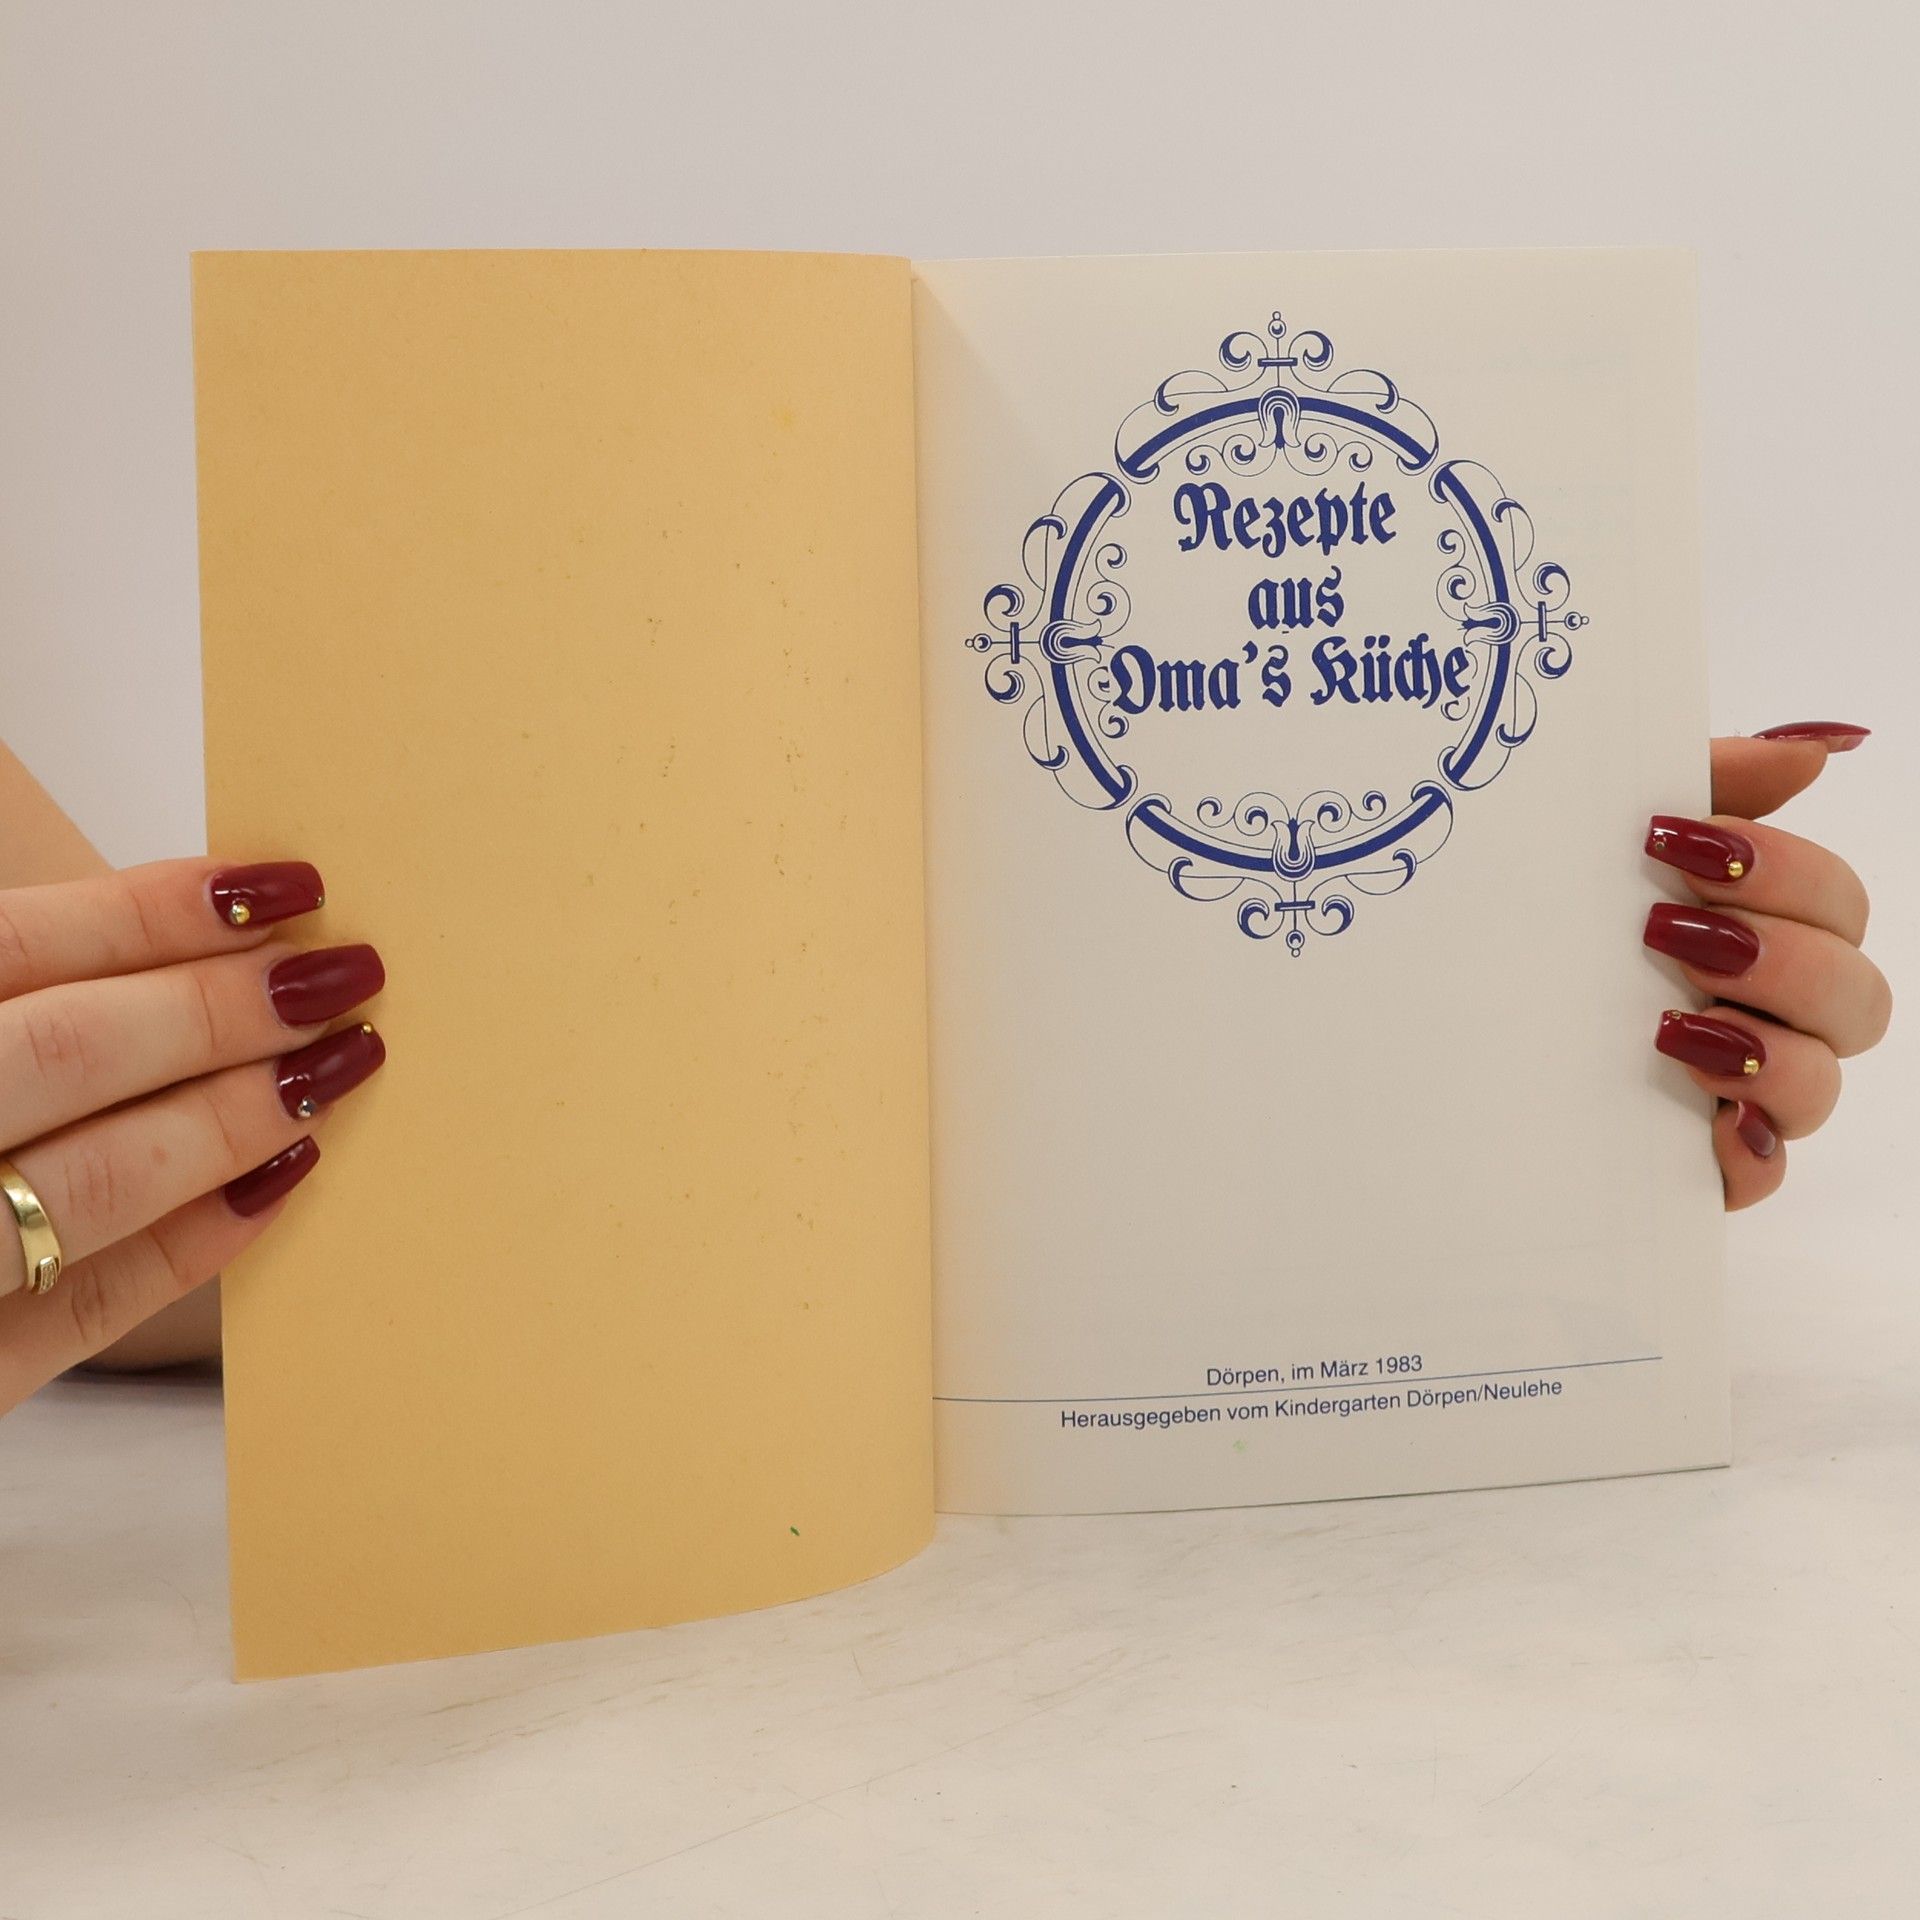 Rezepte
aus
Oma's Küche
Dörpen, im März 1983
Herausgegeben vom Kindergarten Dörpen/Neulehe